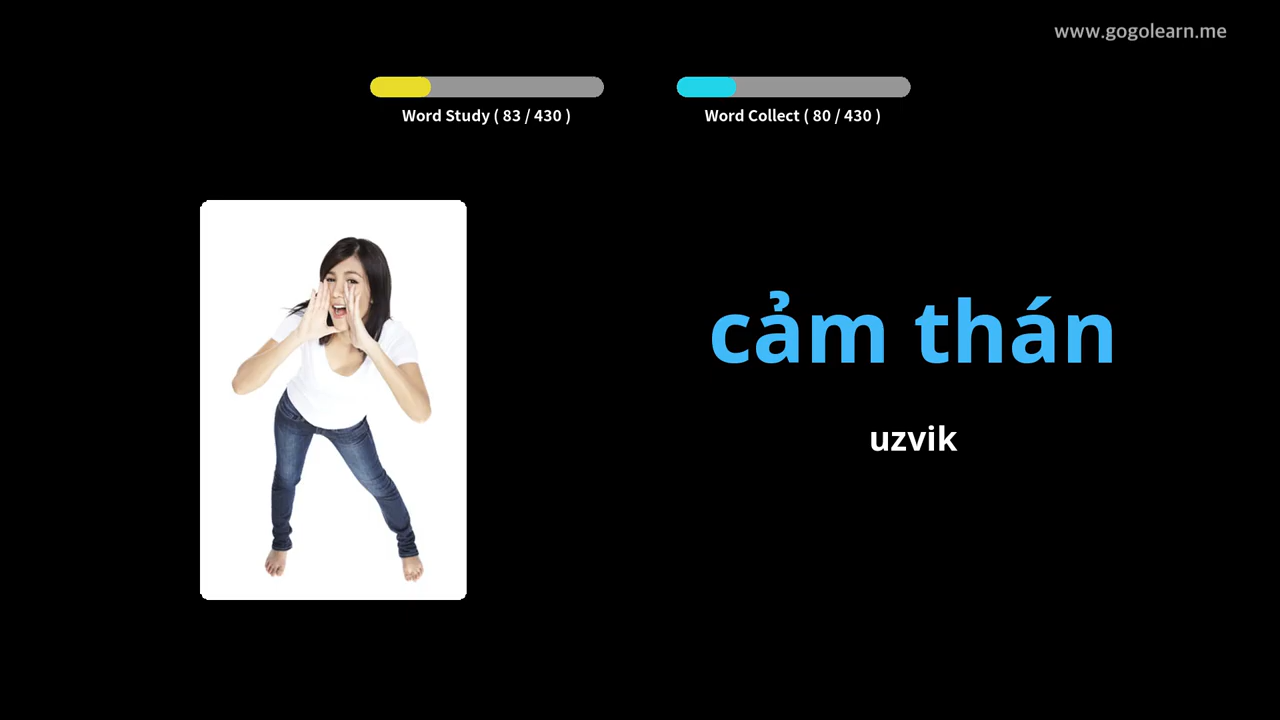 www.gogolearn.me
Word Study ( 83 / 430 )
Word Collect ( 80 / 430 )
cảm thán
uzvik